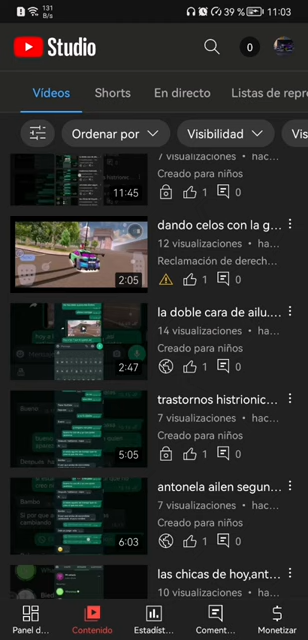 131
B/s
39 %
11:03
Studio
0
Vídeos
Shorts
En directo
Listas de repr
Ordenar por
Visibilidad
Vis
11:45
7 visualizaciones • hac...
Creado para niños
1
0
2:05
dando celos con la g...
12 visualizaciones • ha...
Reclamación de derech...
1
0
2:47
la doble cara de ailu....
14 visualizaciones • ha...
Creado para niños
1
0
5:05
trastornos histrionic...
7 visualizaciones • hac...
Creado para niños
1
0
6:03
antonela ailen segun...
7 visualizaciones • hac...
Creado para niños
1
0
las chicas de hoy,ant...
10 visualizaciones • ha...
Panel d...
Contenido
Estadíst...
Coment...
Monetizar